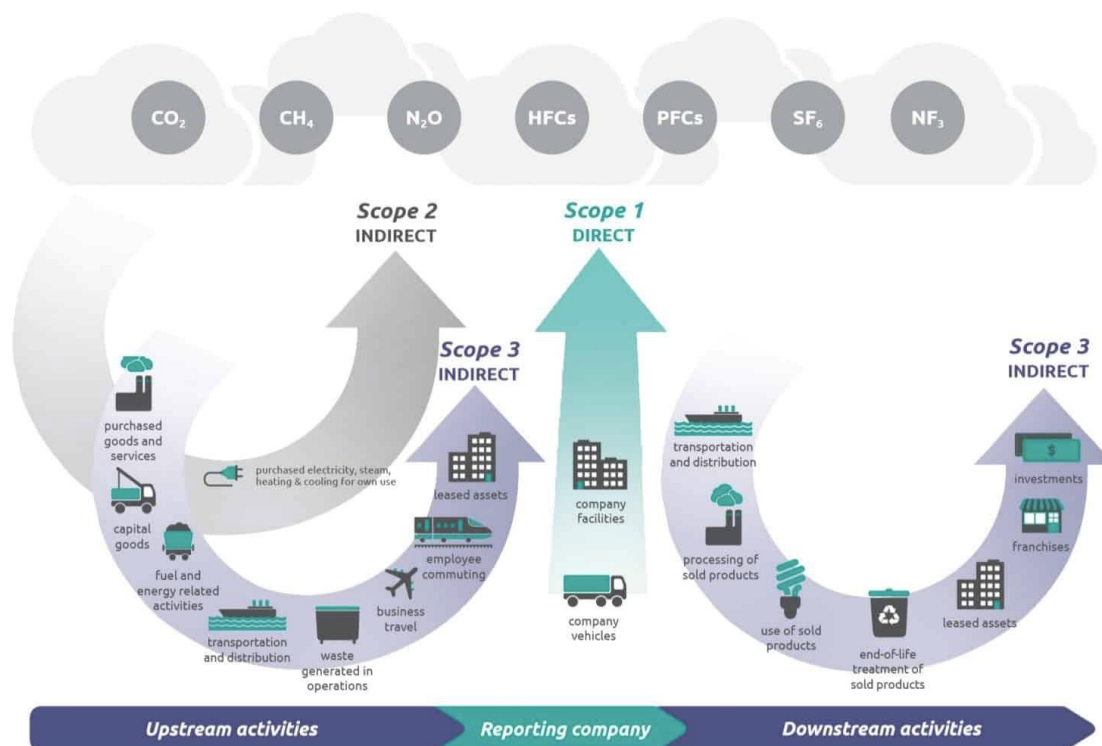 CO₂
CH₄
N₂O
HFCs
PFCs
SF₆
NF₃
Scope 2
INDIRECT
Scope 1
DIRECT
Scope 3
INDIRECT
Scope 3
INDIRECT
purchased
goods and
services
capital
goods
fuel and
energy related
activities
transportation
and distribution
waste
generated in
operations
business
travel
employee
commuting
leased assets
purchased electricity, steam,
heating & cooling for own use
company
facilities
company
vehicles
transportation
and distribution
processing of
sold products
use of sold
products
end-of-life
treatment of
sold products
leased assets
franchises
investments
$
Upstream activities
Reporting company
Downstream activities